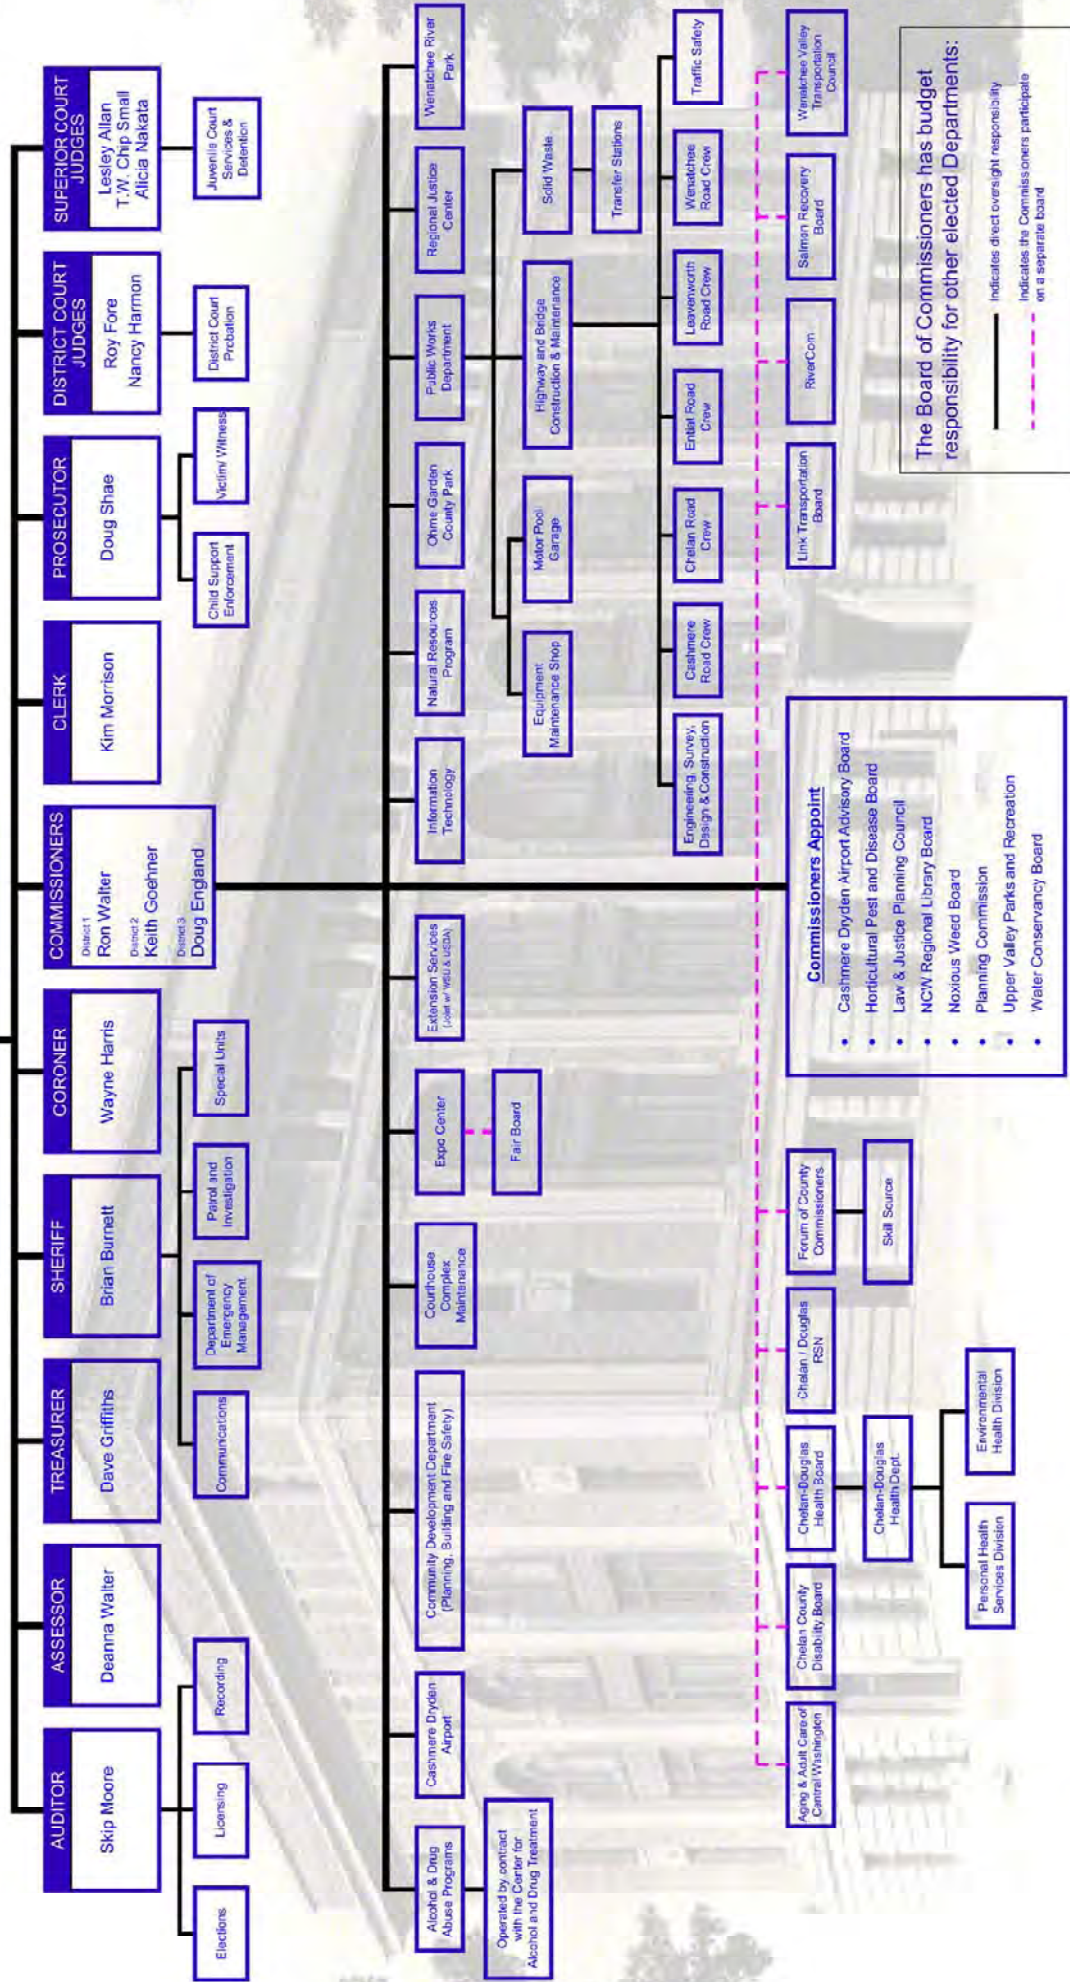 AUDITOR
Skip Moore
Elections
Licensing
Recording
ASSESSOR
Deanna Walter
TREASURER
Dave Griffiths
SHERIFF
Brian Burnett
Communications
Department of
Emergency
Management
Patrol and
Investigation
Special Units
CORONER
Wayne Harris
COMMISSIONERS
District 1
Ron Walter
District 2
Keith Goehner
District 3
Doug England
CLERK
Kim Morrison
PROSECUTOR
Doug Shae
Child Support
Enforcement
Victim/ Witness
DISTRICT COURT
JUDGES
Roy Fore
Nancy Harmon
District Court
Probation
SUPERIOR COURT
JUDGES
Lesley Allan
T.W. Chip Small
Alicia Nakata
Juvenile Court
Services &
Detention
Alcohol & Drug
Abuse Programs
Operated by contract
with the Center for
Alcohol and Drug Treatment
Cashmere Dryden
Airport
Community Development Department
(Planning, Building and Fire Safety)
Courthouse
Complex
Maintenance
Expo Center
Fair Board
Extension Services
(Joint w/ WSU & USDA)
Information
Technology
Natural Resources
Program
Ohme Garden
County Park
Public Works
Department
Regional Justice
Center
Wenatchee River
Park
Equipment
Maintenance Shop
Motor Pool
Garage
Highway and Bridge
Construction & Maintenance
Solid Waste
Transfer Stations
Engineering, Survey,
Design & Construction
Cashmere
Road Crew
Chelan Road
Crew
Entiat Road
Crew
Leavenworth
Road Crew
Wenatchee
Road Crew
Traffic Safety
Aging & Adult Care of
Central Washington
Chelan County
Disability Board
Chelan-Douglas
Health Board
Chelan-Douglas
Health Dept.
Personal Health
Services Division
Environmental
Health Division
Chelan / Douglas
RSN
Forum of County
Commissioners
Skill Source
Commissioners Appoint
• Cashmere Dryden Airport Advisory Board
• Horticultural Pest and Disease Board
• Law & Justice Planning Council
• NCW Regional Library Board
• Noxious Weed Board
• Planning Commission
• Upper Valley Parks and Recreation
• Water Conservancy Board
Link Transportation
Board
RiverCom
Salmon Recovery
Board
Wenatchee Valley
Transportation
Council
The Board of Commissioners has budget
responsibility for other elected Departments:
Indicates direct oversight responsibility
Indicates the Commissioners participate
on a separate board